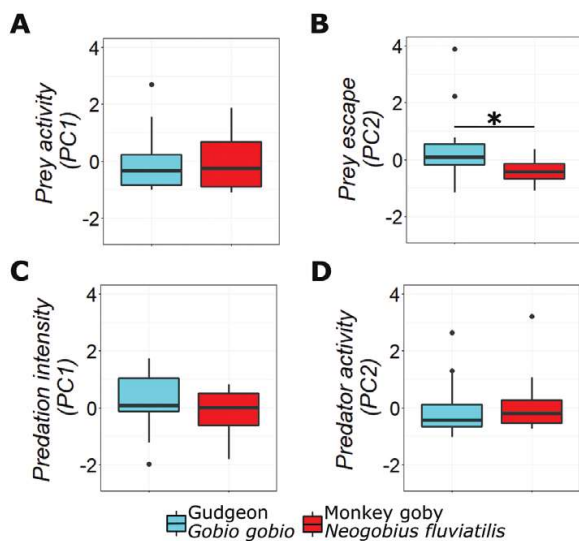 A
Prey activity
(PC1)
4
2
0
-2
B
Prey escape
(PC2)
4
2
0
-2
*
C
Predation intensity
(PC1)
4
2
0
-2
D
Predator activity
(PC2)
4
2
0
-2
Gudgeon
Gobio gobio
Monkey goby
Neogobius fluviatilis